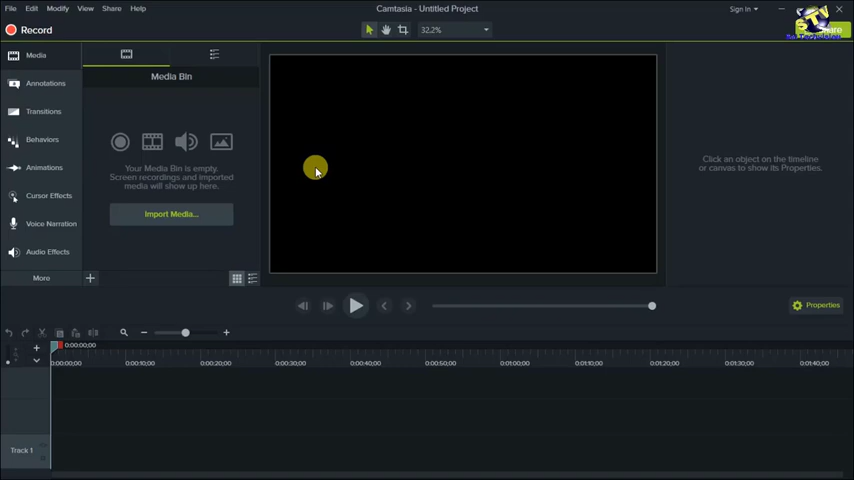 File Edit Modify View Share Help
Camtasia - Untitled Project
Sign In
Record
32.2%
STV
Media
Annotations
Transitions
Behaviors
Animations
Cursor Effects
Voice Narration
Audio Effects
More
Media Bin
Your Media Bin is empty.
Screen recordings and imported
media will show up here.
Import Media...
Click an object on the timeline
or canvas to show its Properties.
Properties
0:00:00;00
0:00:00;00 0:00:10;00 0:00:20;00 0:00:30;00 0:00:40;00 0:00:50;00 0:01:00;00 0:01:10;00 0:01:20;00 0:01:30;00 0:01:40;00
Track 1